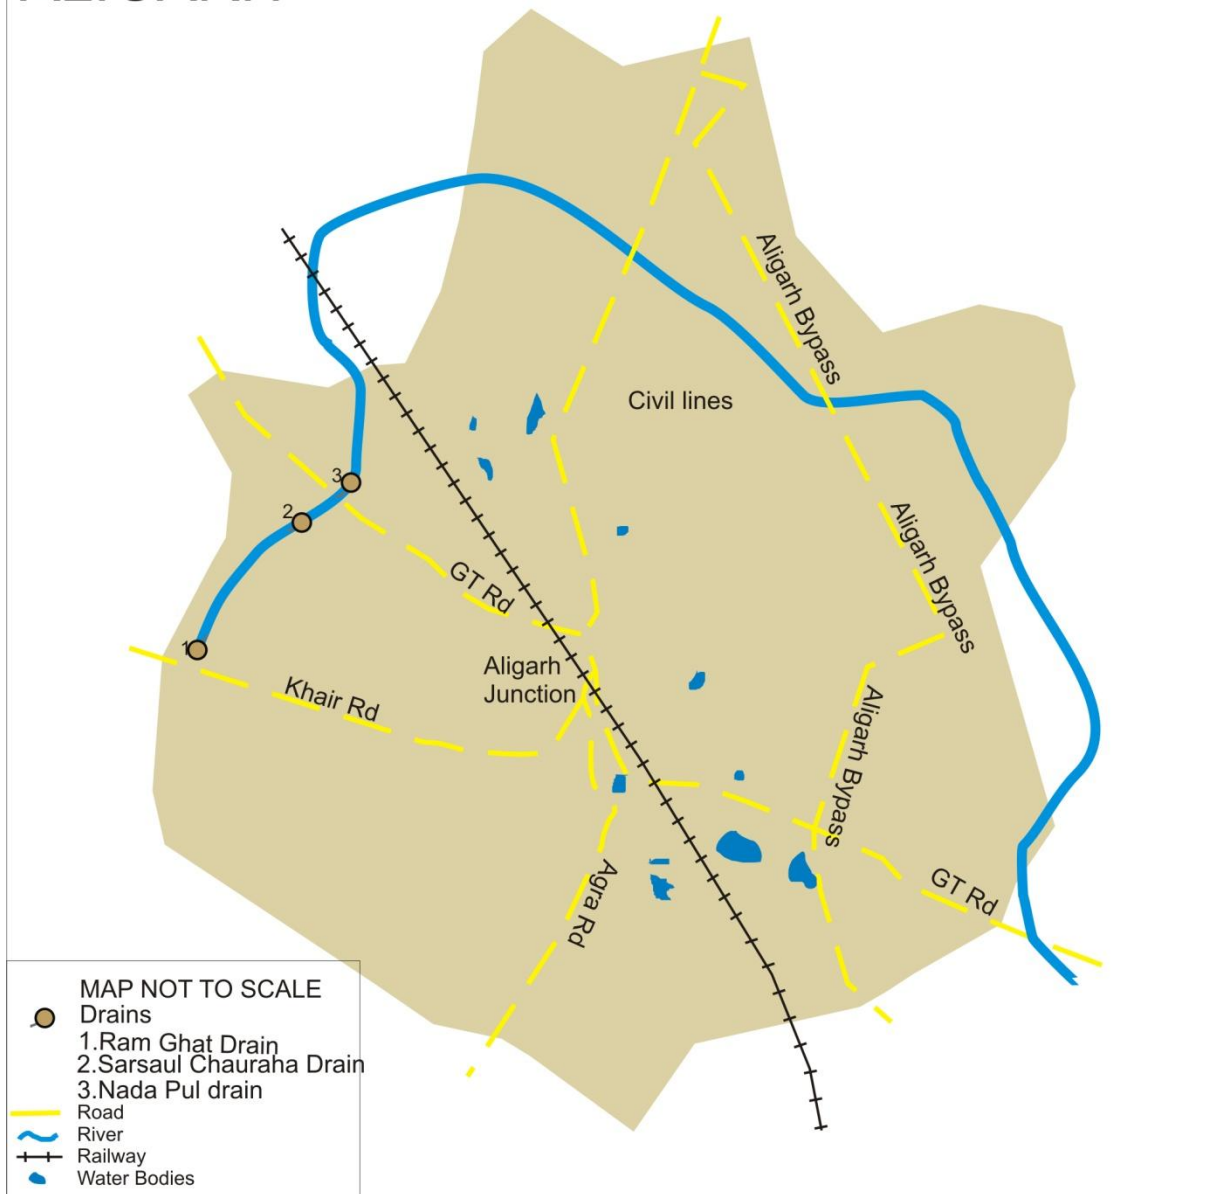 Aligarh Bypass
Civil lines
3
2
Aligarh Bypass
GT Rd
1
Aligarh
Junction
Khair Rd
Aligarh Bypass
Agra Rd
GT Rd
MAP NOT TO SCALE
Drains
1.Ram Ghat Drain
2.Sarsaul Chauraha Drain
3.Nada Pul drain
Road
River
Railway
Water Bodies